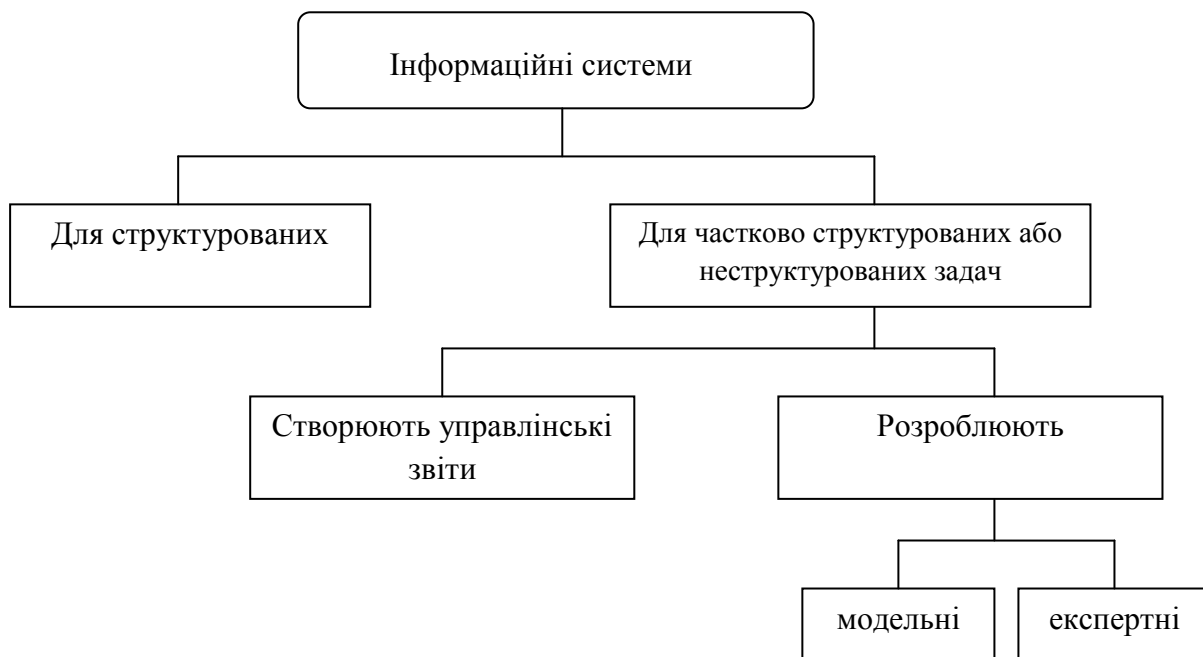 Інформаційні системи
Для структурованих
Для частково структурованих або
неструктурованих задач
Створюють управлінські
звіти
Розроблюють
модельні
експертні